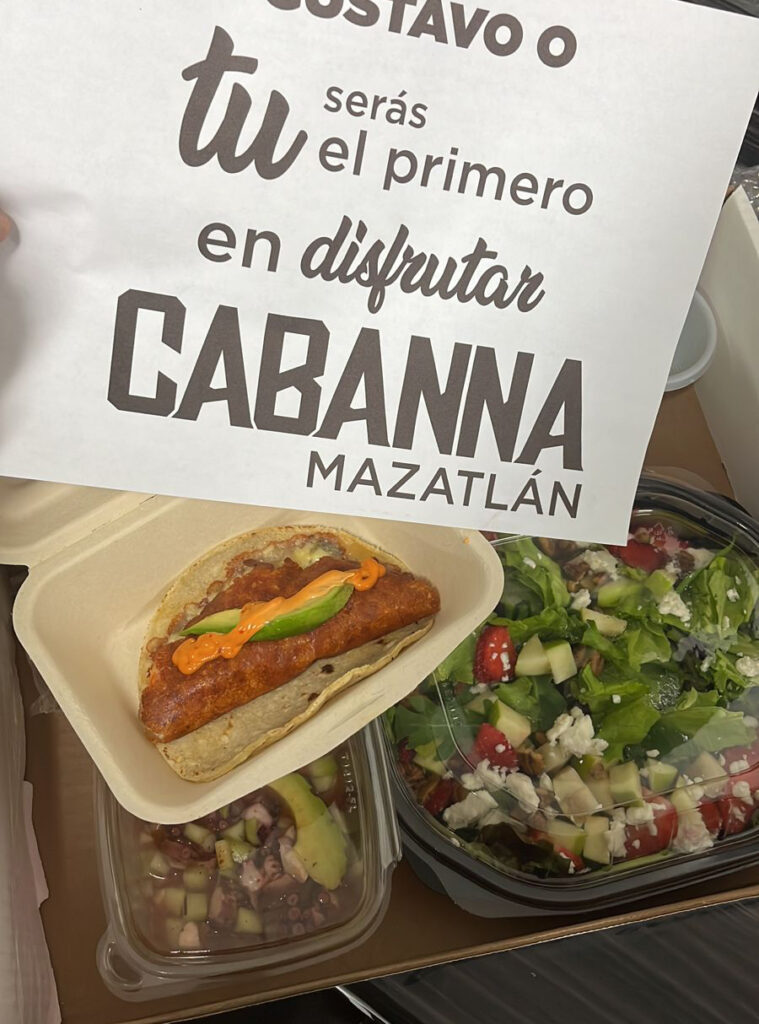 GUSTAVO O
tu serás
el primero
en disfrutar
CABANNA
MAZATLÁN